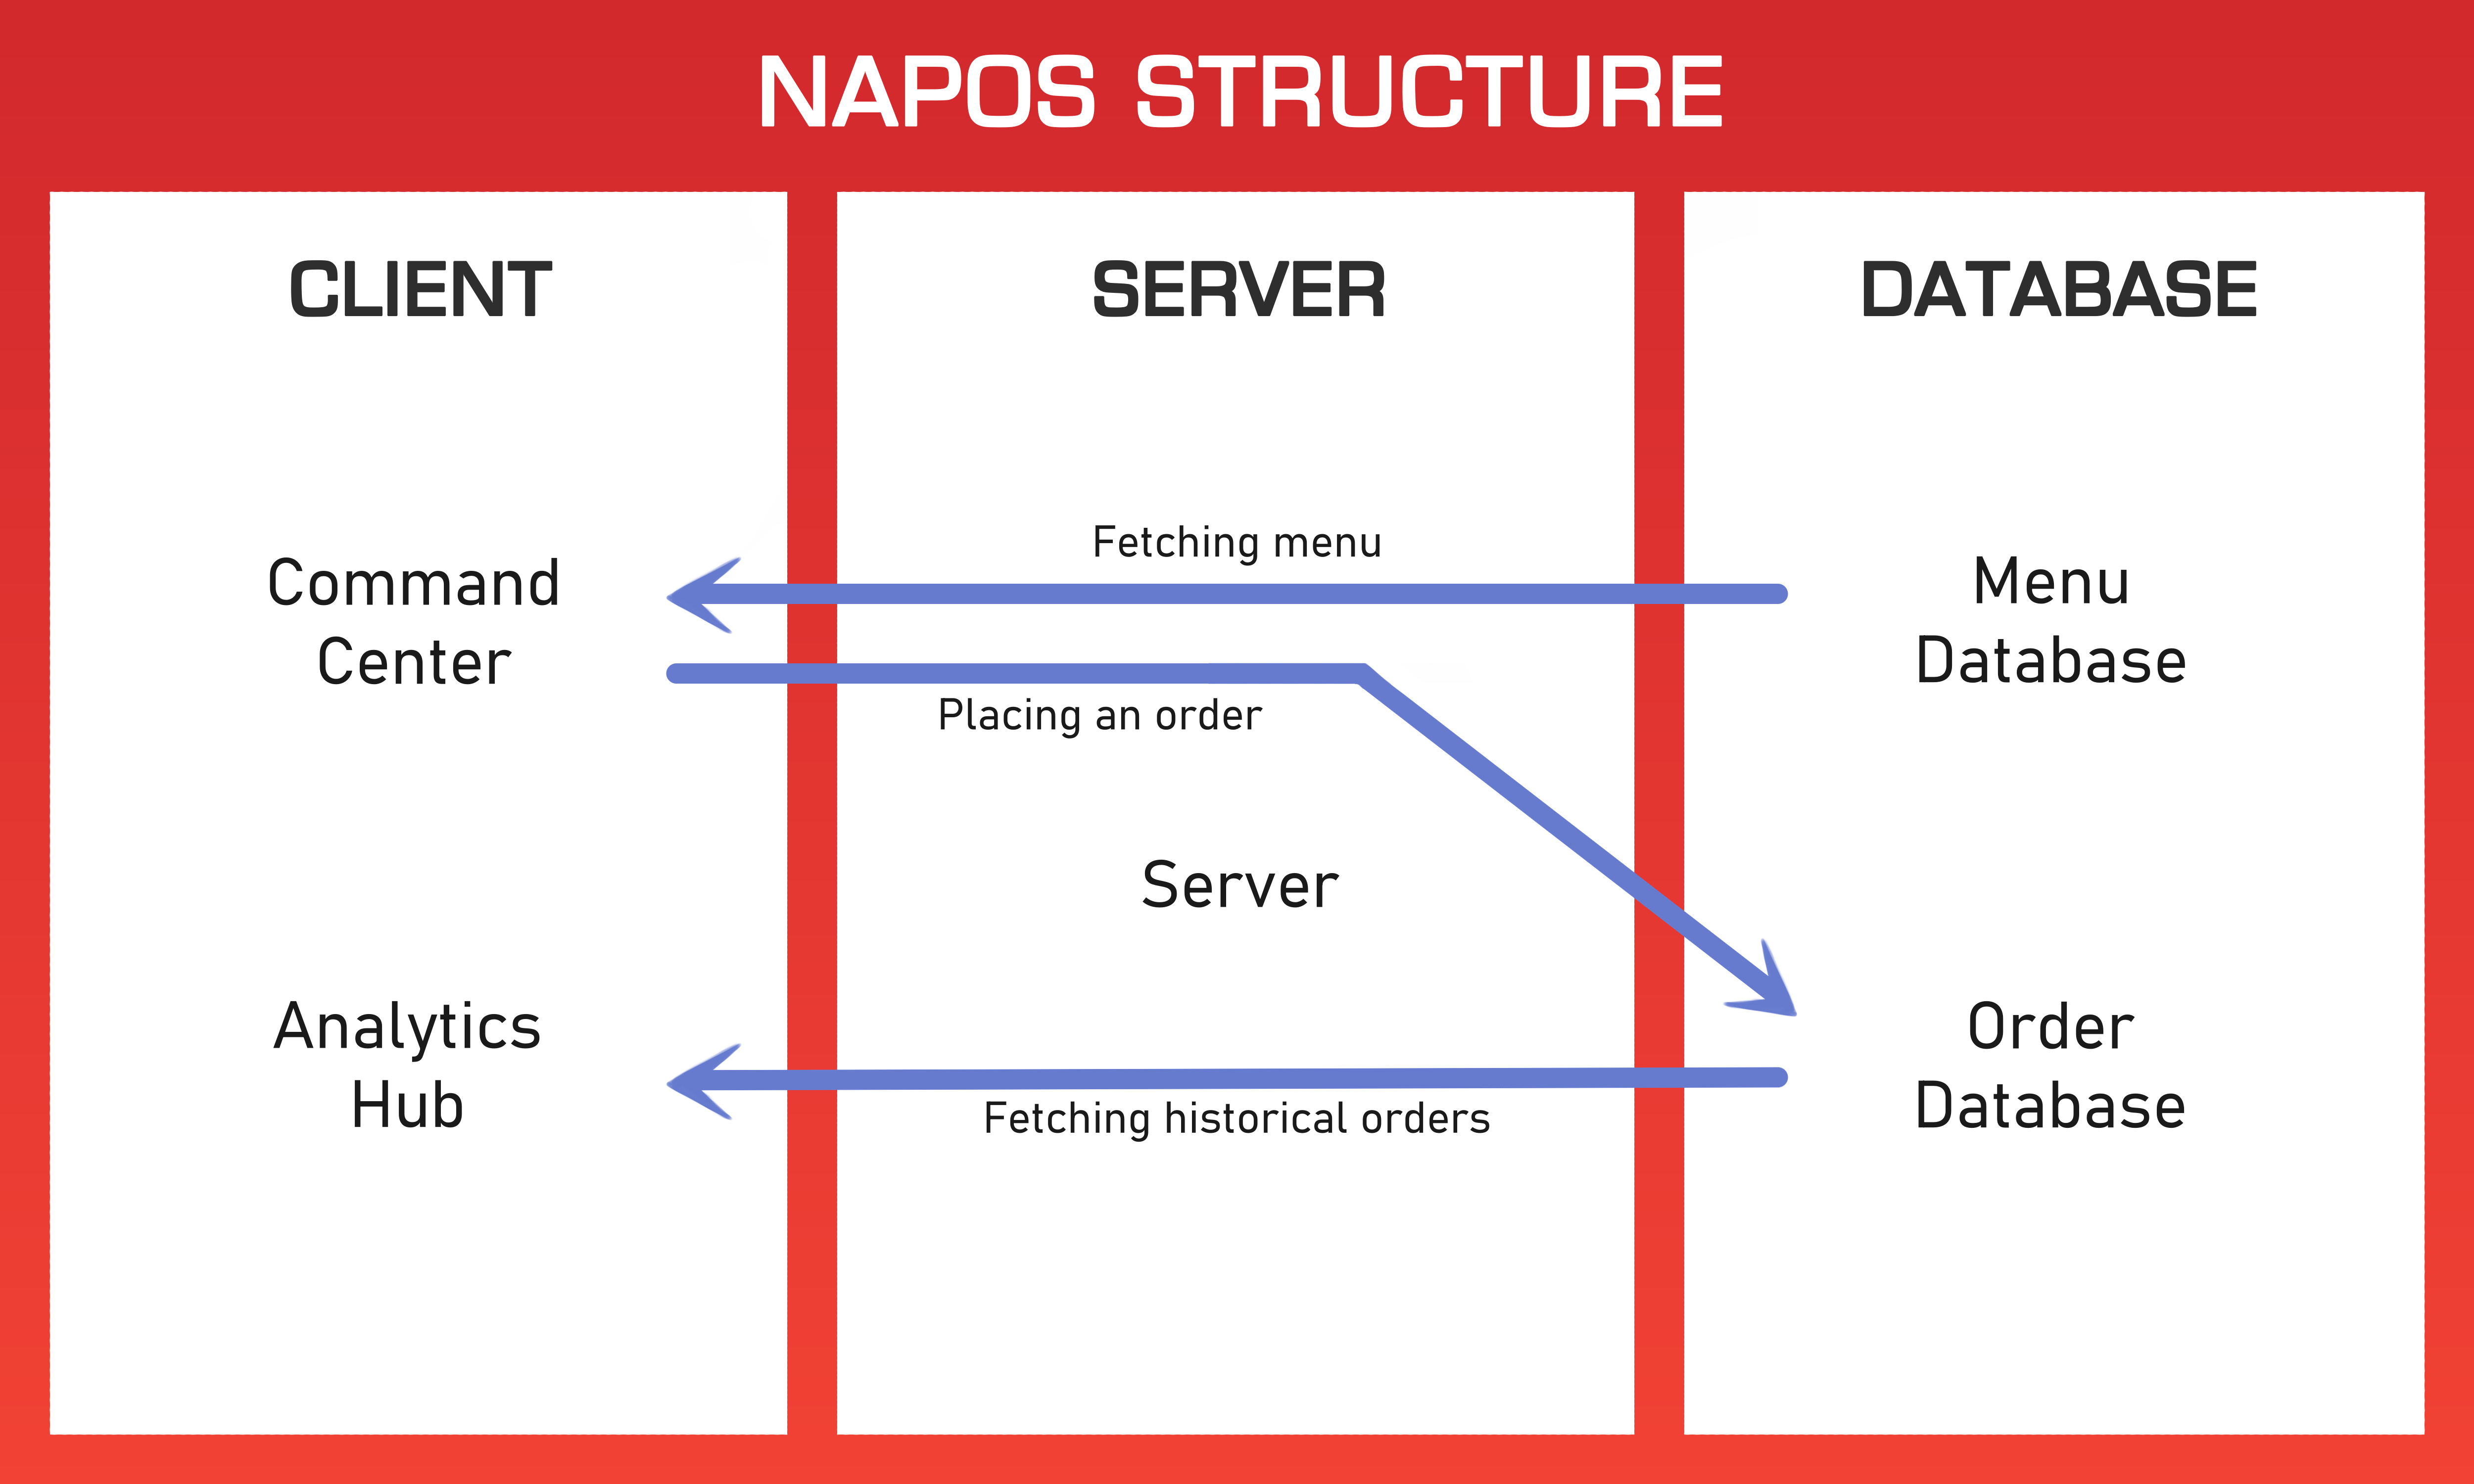 NAPOS STRUCTURE
CLIENT
SERVER
DATABASE
Fetching menu
Command
Center
Menu
Database
Placing an order
Server
Analytics
Hub
Order
Database
Fetching historical orders